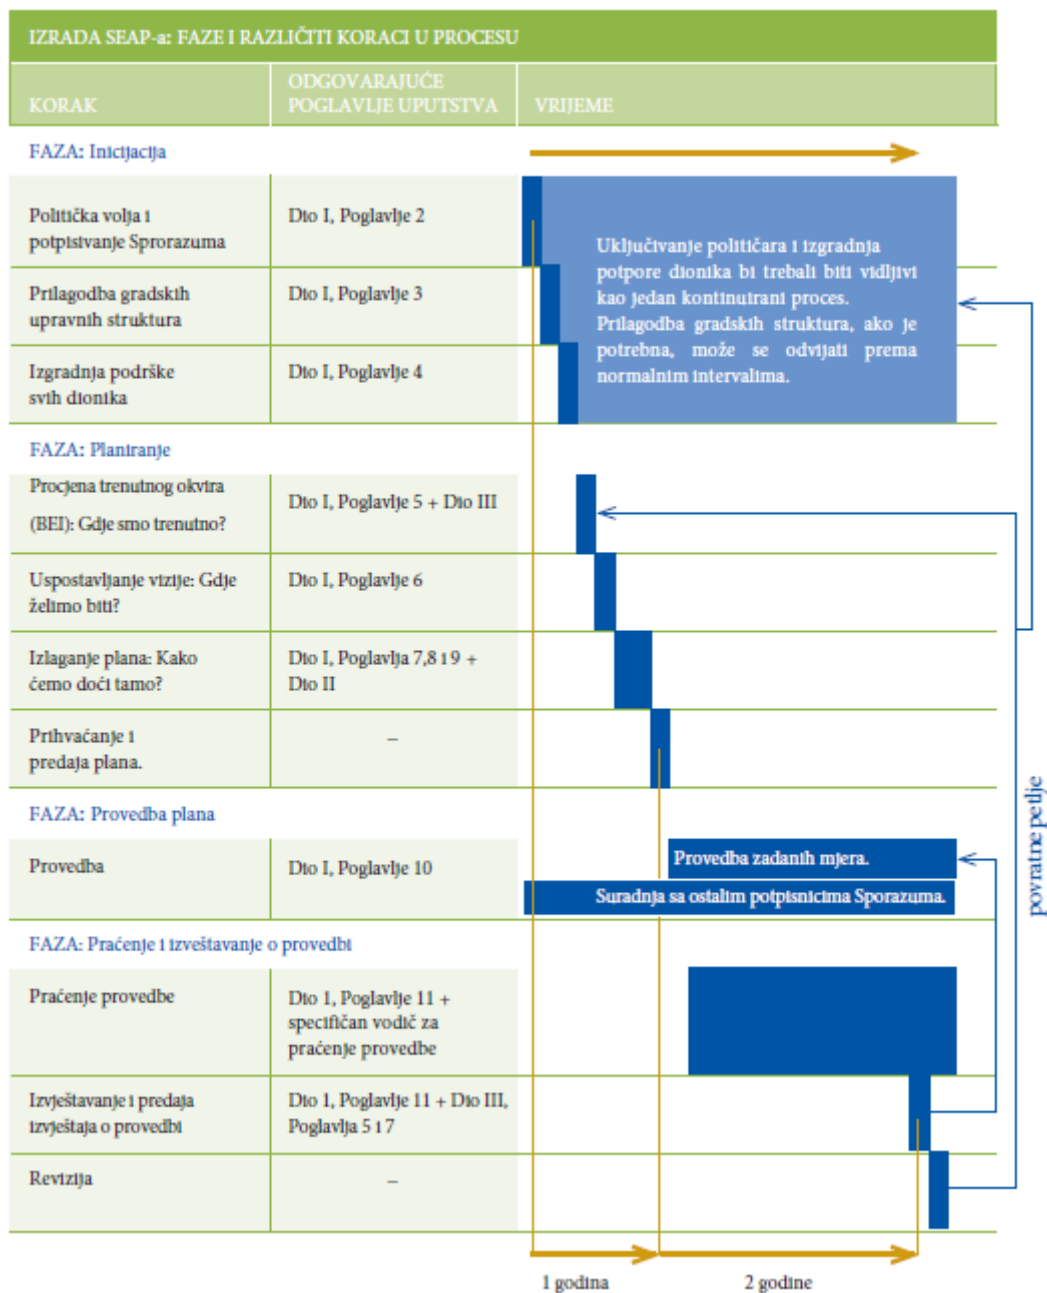 IZRADA SEAP-a: FAZE I RAZLIČITI KORACI U PROCESU
KORAK
ODGOVARAJUĆE
POGLAVLJE UPUTSTVA
VRIJEME
FAZA: Inicijacija
Politička volja i
potpisivanje Sprorazuma
Dio I, Poglavlje 2
Prilagodba gradskih
upravnih struktura
Dio I, Poglavlje 3
Izgradnja podrške
svih dionika
Dio I, Poglavlje 4
Uključivanje političara i izgradnja
potpore dionika bi trebali biti vidljivi
kao jedan kontinuirani proces.
Prilagodba gradskih struktura, ako je
potrebna, može se odvijati prema
normalnim intervalima.
FAZA: Planiranje
Procjena trenutnog okvira
(BEI): Gdje smo trenutno?
Dio I, Poglavlje 5 + Dio III
Uspostavljanje vizije: Gdje
želimo biti?
Dio I, Poglavlje 6
Izlaganje plana: Kako
ćemo doći tamo?
Dio I, Poglavlja 7,8 i 9 +
Dio II
Prihvaćanje i
predaja plana.
–
FAZA: Provedba plana
Provedba
Dio I, Poglavlje 10
Provedba zadanih mjera.
Suradnja sa ostalim potpisnicima Sporazuma.
FAZA: Praćenje i izveštavanje o provedbi
Praćenje provedbe
Dio 1, Poglavlje 11 +
specifičan vodič za
praćenje provedbe
Izvještavanje i predaja
izvještaja o provedbi
Dio 1, Poglavlje 11 + Dio III,
Poglavlja 5 i 7
Revizija
–
povratne petlje
1 godina
2 godine